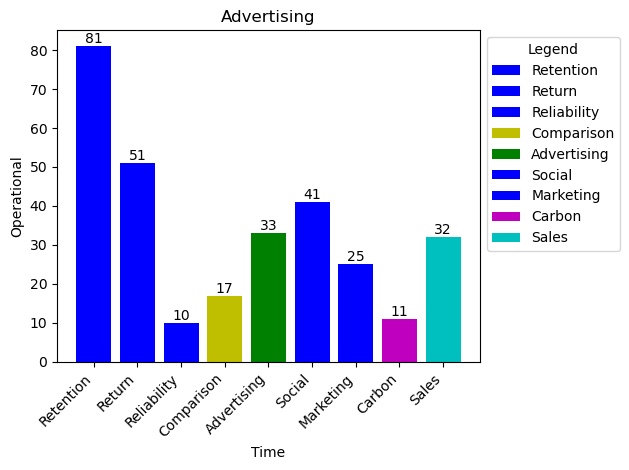 Advertising
Operational
80
70
60
50
40
30
20
10
0
81
51
10
17
33
41
25
11
32
Retention
Return
Reliability
Comparison
Advertising
Social
Marketing
Carbon
Sales
Time
Legend
Retention
Return
Reliability
Comparison
Advertising
Social
Marketing
Carbon
Sales